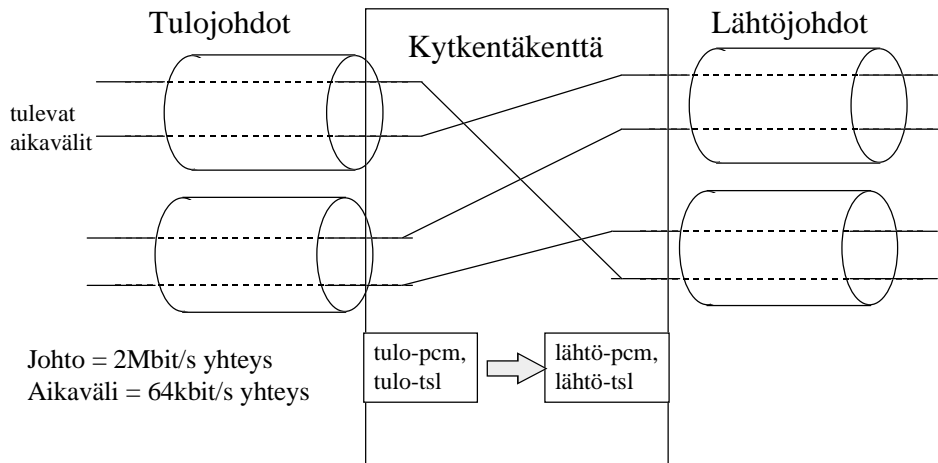 Tulojohdot
Kytkentäkenttä
Lähtöjohdot
tulevat
aikavälit
Johto = 2Mbit/s yhteys
Aikaväli = 64kbit/s yhteys
tulo-pcm,
tulo-tsl
lähtö-pcm,
lähtö-tsl